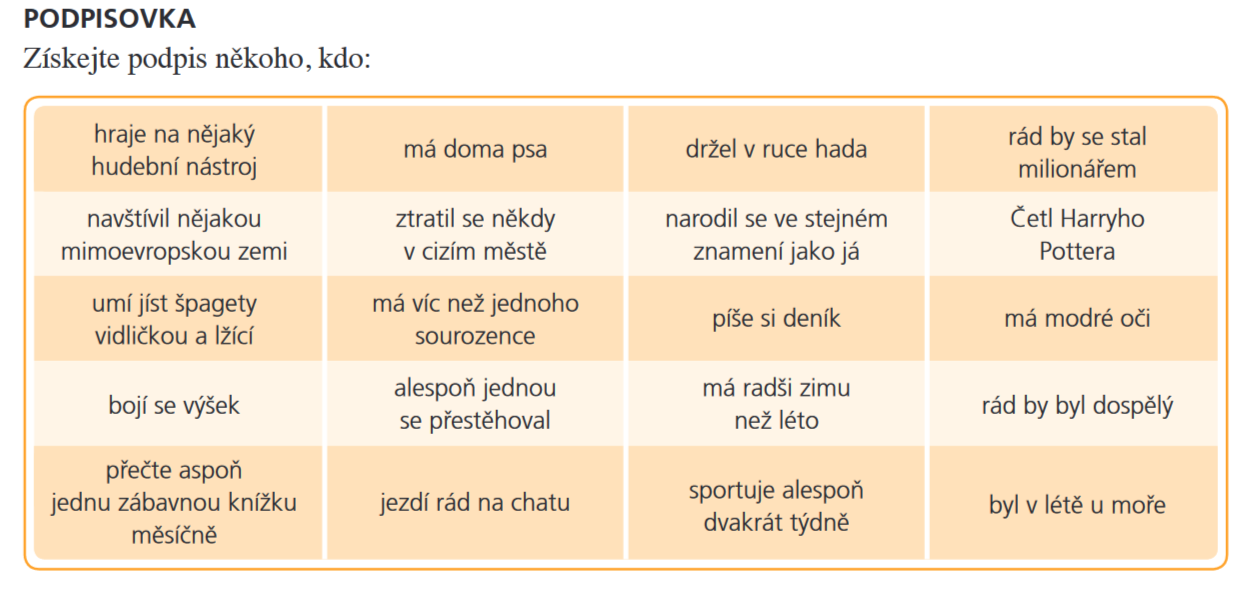 PODPISOVKA
Získejte podpis někoho, kdo:
hraje na nějaký
hudební nástroj
má doma psa
držel v ruce hada
rád by se stal
milionářem
navštívil nějakou
mimoevropskou zemi
ztratil se někdy
v cizím městě
narodil se ve stejném
znamení jako já
Četl Harryho
Pottera
umí jíst špagety
vidličkou a lžící
má víc než jednoho
sourozence
píše si deník
má modré oči
bojí se výšek
alespoň jednou
se přestěhoval
má radši zimu
než léto
rád by byl dospělý
přečte aspoň
jednu zábavnou knížku
měsíčně
jezdí rád na chatu
sportuje alespoň
dvakrát týdně
byl v létě u moře